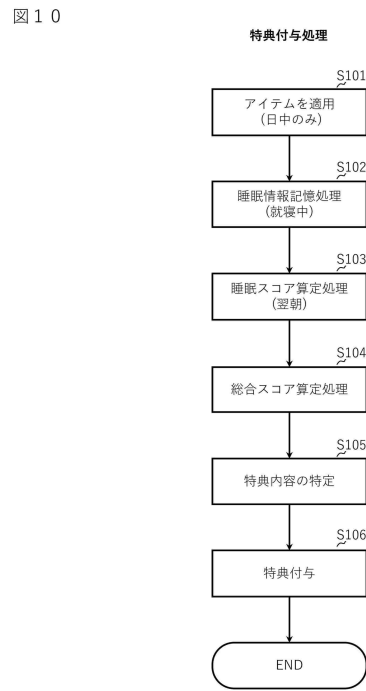 図１０
特典付与処理
S101
アイテムを適用
(日中のみ)
S102
睡眠情報記憶処理
(就寝中)
S103
睡眠スコア算定処理
(翌朝)
S104
総合スコア算定処理
S105
特典内容の特定
S106
特典付与
END